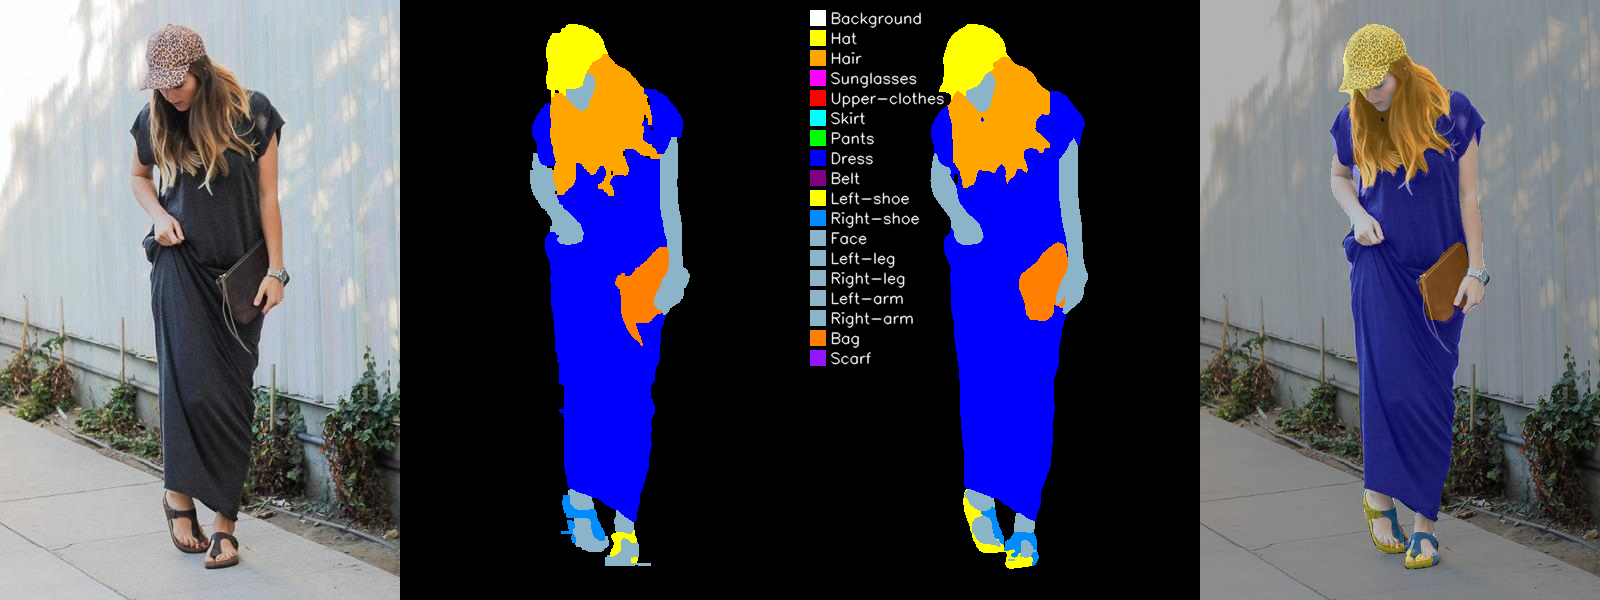 Background
Hat
Hair
Sunglasses
Upper-clothes
Skirt
Pants
Dress
Belt
Left-shoe
Right-shoe
Face
Left-leg
Right-leg
Left-arm
Right-arm
Bag
Scarf